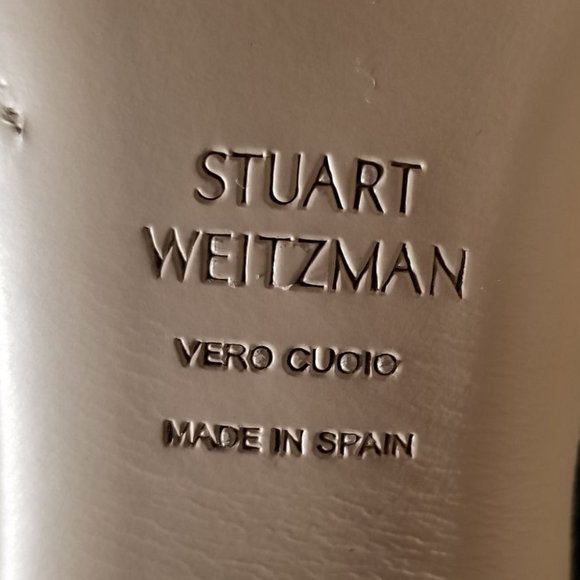 STUART
WEITZMAN
VERO CUOIO
MADE IN SPAIN